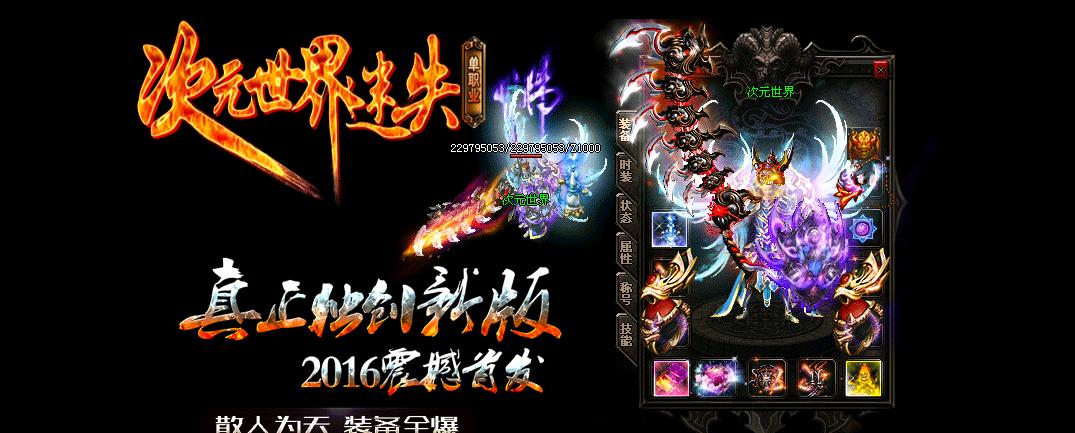 次元世界迷失
单职业
229795053/229795053/Z1000
次元世界
真正独创新版
2016震撼首发
散人为天 装备全爆
次元世界
装备
时装
状态
属性
称号
技能